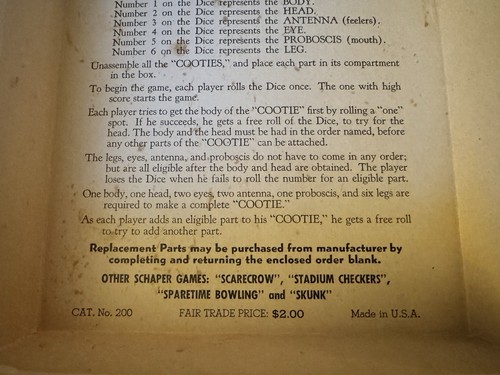 Number 1 on the Dice represents the BODY.
Number 2 on the Dice represents the HEAD.
Number 3 on the Dice represents the ANTENNA (feelers).
Number 4 on the Dice represents the EYE.
Number 5 on the Dice represents the PROBOSCIS (mouth).
Number 6 on the Dice represents the LEG.
Unassemble all the "COOTIES," and place each part in its compartment
in the box.
To begin the game, each player rolls the Dice once. The one with high
score starts the game.
Each player tries to get the body of the "COOTIE" first by rolling a "one"
spot. If he succeeds, he gets a free roll of the Dice, to try for the
head. The body and the head must be had in the order named, before
any other parts of the "COOTIE" can be attached.
The legs, eyes, antenna, and proboscis do not have to come in any order;
but are all eligible after the body and head are obtained. The player
loses the Dice when he fails to roll the number for an eligible part.
One body, one head, two eyes, two antenna, one proboscis, and six legs are
required to make a complete "COOTIE."
As each player adds an eligible part to his "COOTIE," he gets a free roll
to try to add another part.
Replacement Parts may be purchased from manufacturer by
completing and returning the enclosed order blank.
OTHER SCHAPER GAMES: "SCARECROW", "STADIUM CHECKERS",
"SPARETIME BOWLING" and "SKUNK"
CAT. No. 200 FAIR TRADE PRICE: $2.00 Made in U.S.A.